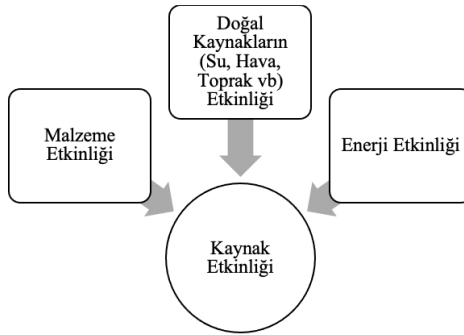 Doğal
Kaynakların
(Su, Hava,
Toprak vb)
Etkinliği
Malzeme
Etkinliği
Enerji Etkinliği
Kaynak
Etkinliği